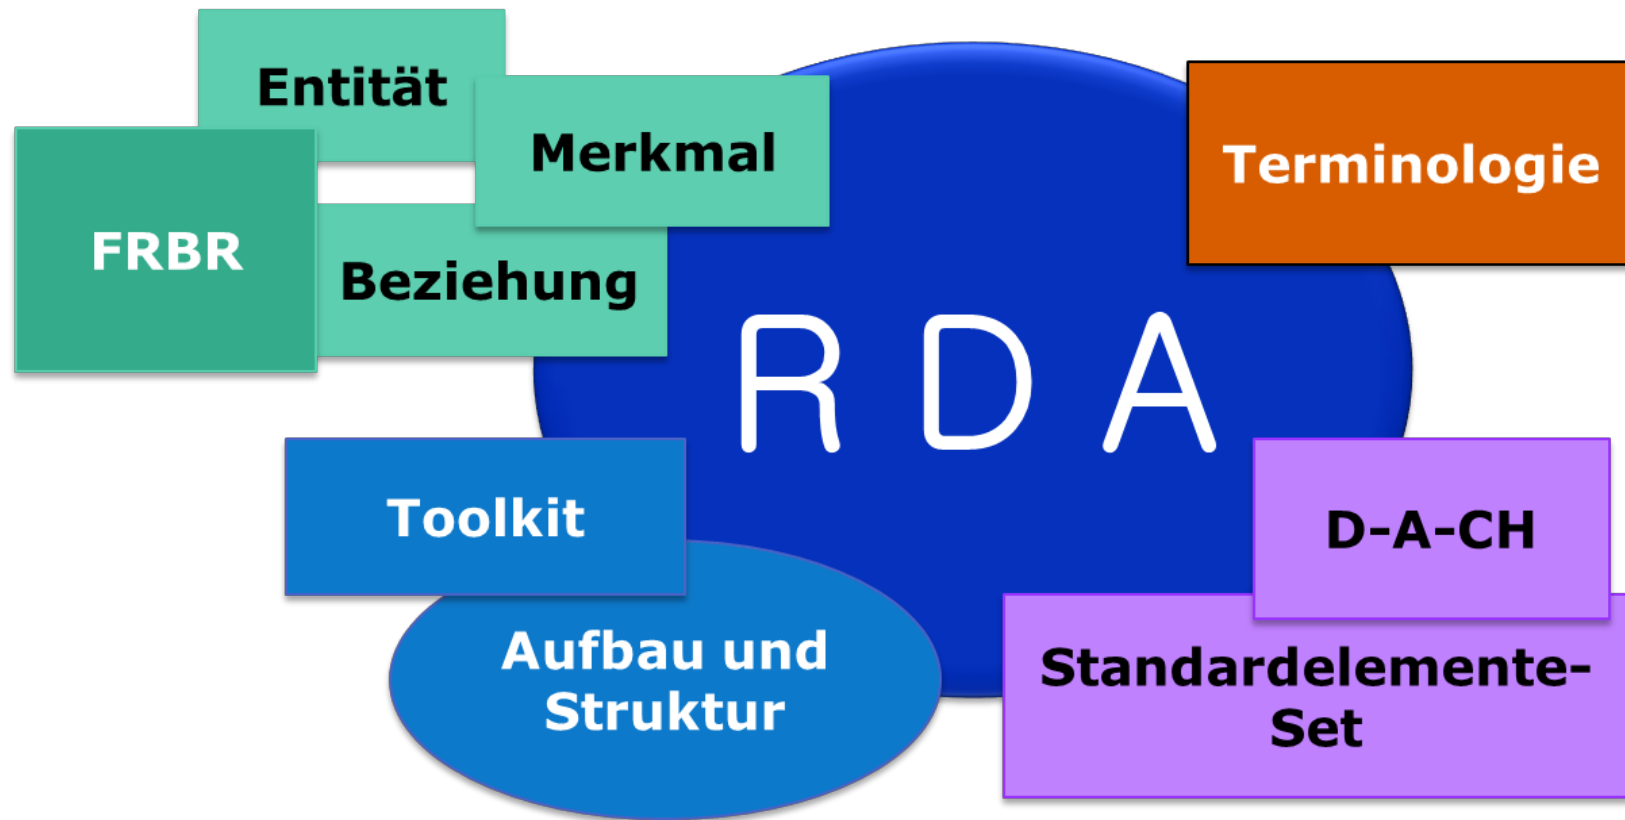 Entität
Merkmal
FRBR
Beziehung
Terminologie
R D A
Toolkit
Aufbau und
Struktur
D-A-CH
Standardelemente-
Set